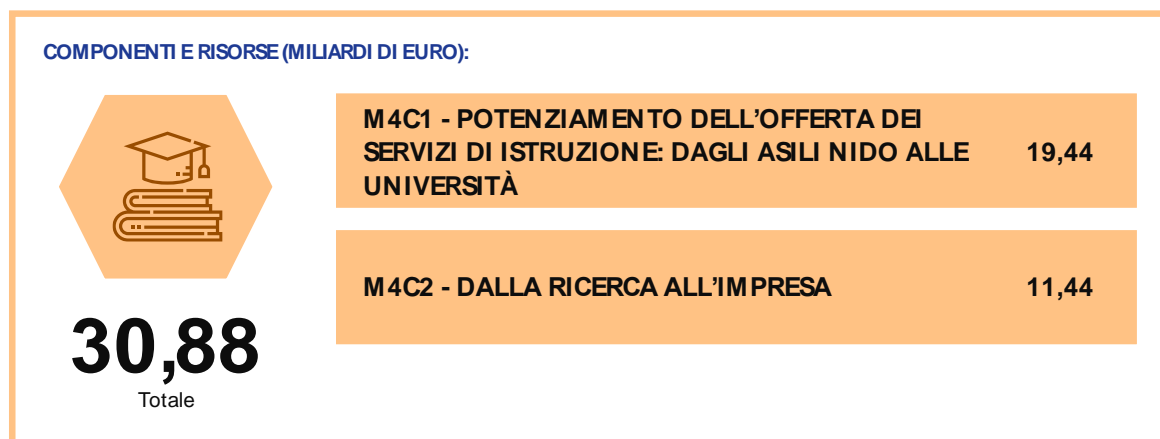 COMPONENTI E RISORSE (MILIARDI DI EURO):
M4C1 - POTENZIAMENTO DELL'OFFERTA DEI
SERVIZI DI ISTRUZIONE: DAGLI ASILI NIDO ALLE
UNIVERSITÀ
19,44
M4C2 - DALLA RICERCA ALL'IMPRESA
11,44
30,88
Totale